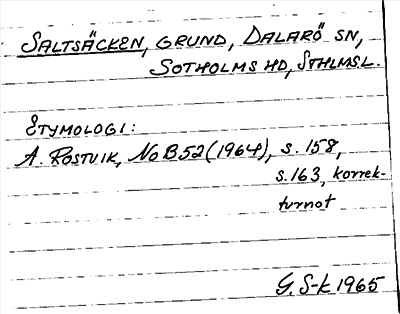 SALTSÄCKEN, GRUND, DALARÖ SN,
SOTHOLMS HD, STHLMSL.
ETYMOLOGI:
A. ROSTVIK, NoB 52 (1964), s. 158,
s. 163, korrek-
turnot
G. S-k 1965